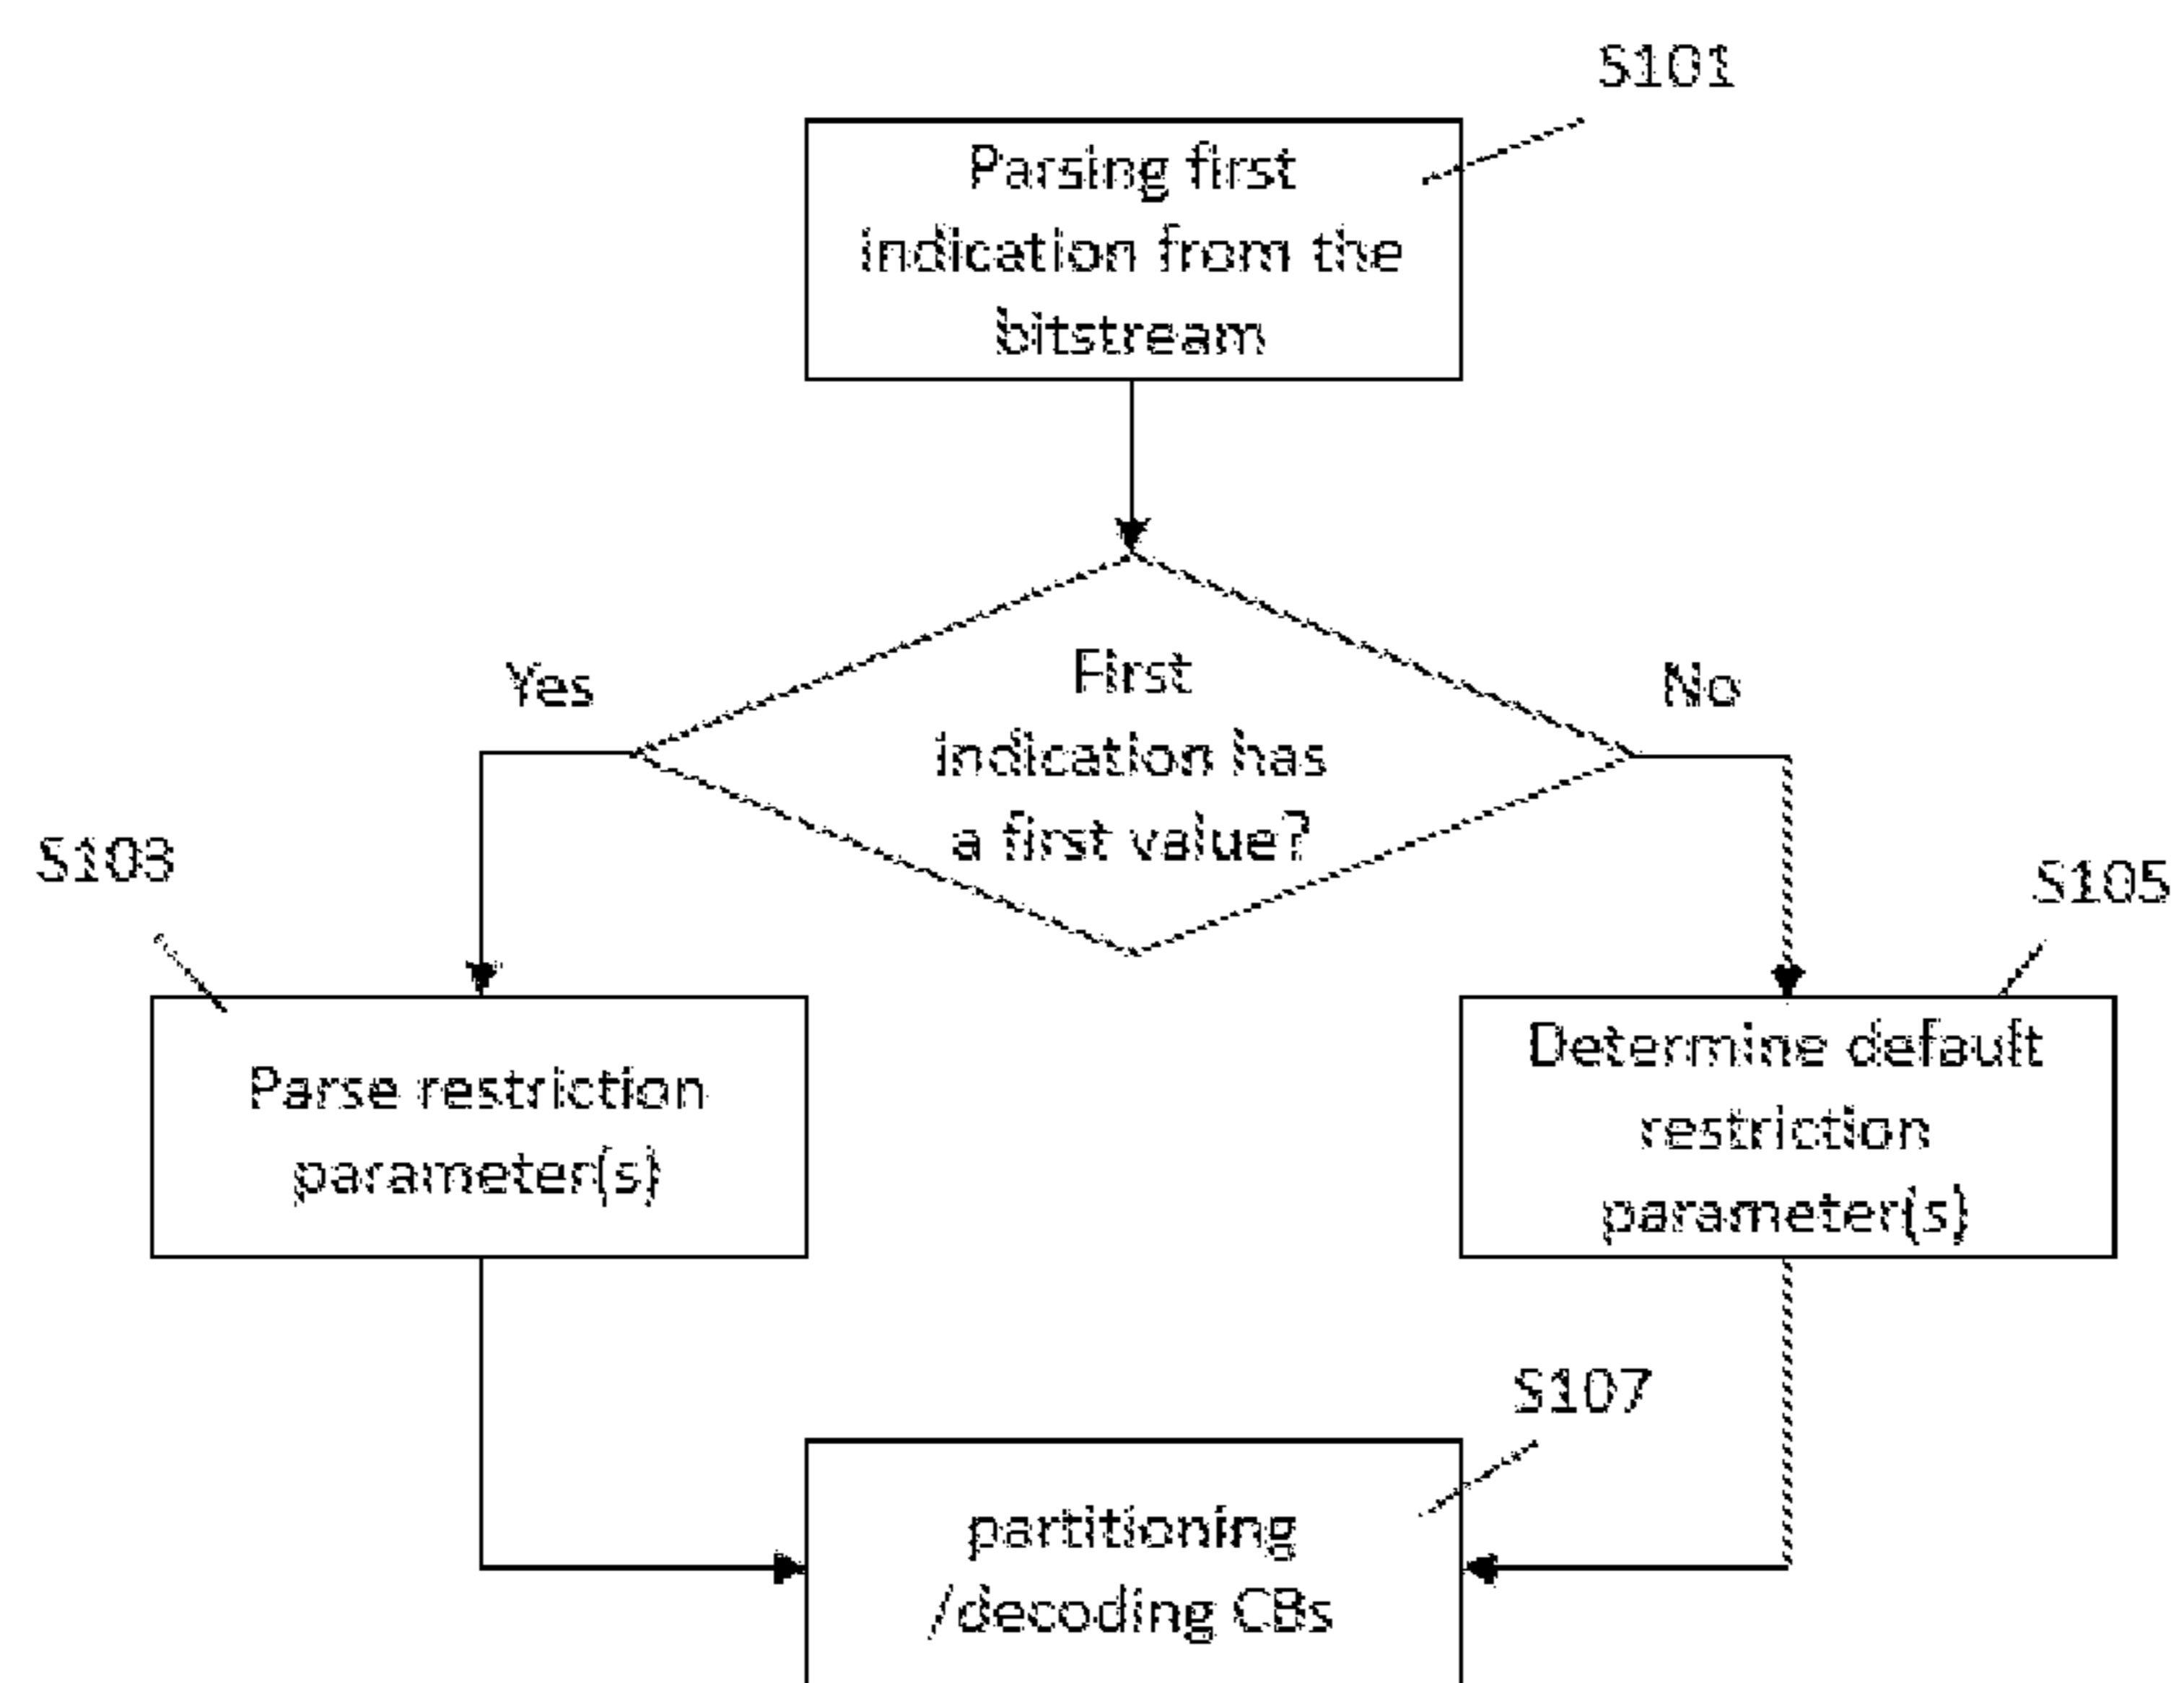 S101
Parsing first
indication from the
bitstream
First
indication has
a first value?
Yes
No
S103
S105
Parse restriction
parameter(s)
Determine default
restriction
parameter(s)
S107
partitioning
/decoding CBs